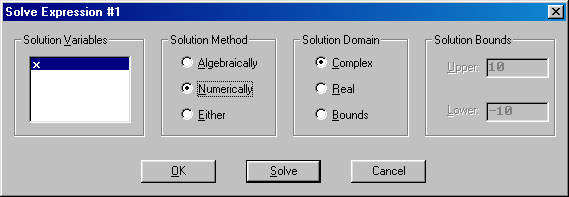 Solve Expression #1
Solution Variables
x
Solution Method
Algebraically
Numerically
Either
Solution Domain
Complex
Real
Bounds
Solution Bounds
Upper: 10
Lower: -10
OK
Solve
Cancel